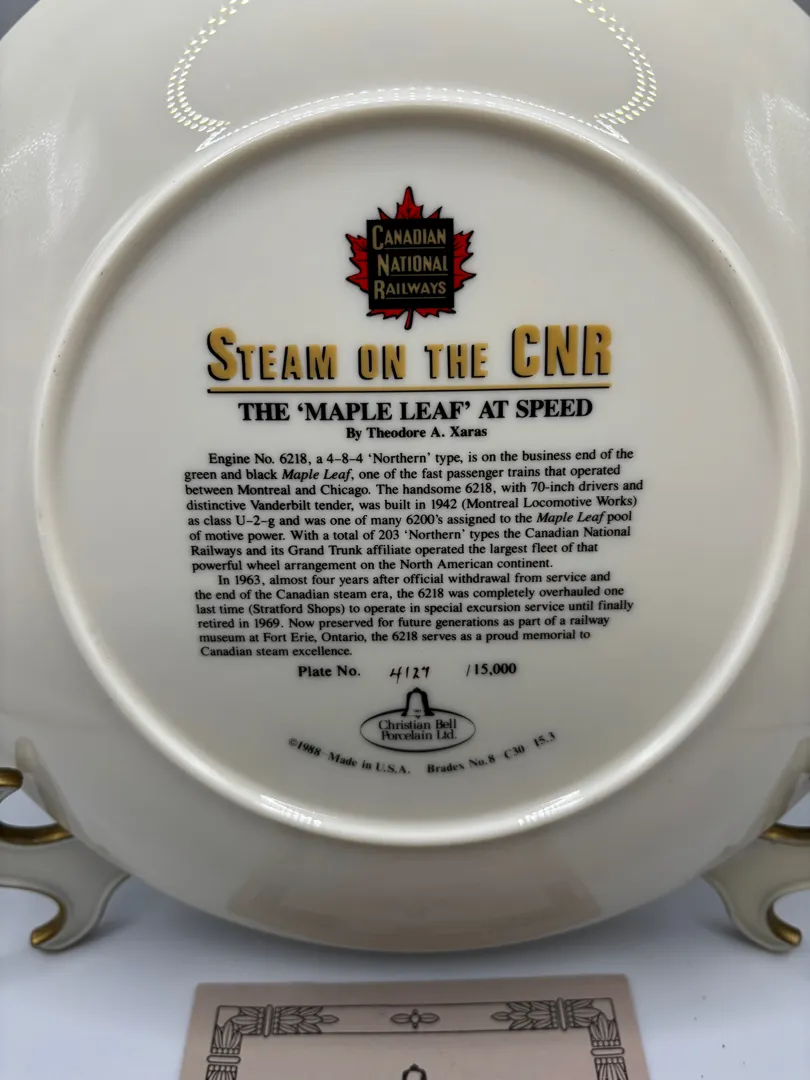 CANADIAN
NATIONAL
RAILWAYS
STEAM ON THE CNR
THE ‘MAPLE LEAF’ AT SPEED
By Theodore A. Xaras
Engine No. 6218, a 4–8–4 ‘Northern’ type, is on the business end of the
green and black Maple Leaf, one of the fast passenger trains that operated
between Montreal and Chicago. The handsome 6218, with 70-inch drivers and
distinctive Vanderbilt tender, was built in 1942 (Montreal Locomotive Works)
as class U–2–g and was one of many 6200's assigned to the Maple Leaf pool
of motive power. With a total of 203 ‘Northern’ types the Canadian National
Railways and its Grand Trunk affiliate operated the largest fleet of that
powerful wheel arrangement on the North American continent.
In 1963, almost four years after official withdrawal from service and
the end of the Canadian steam era, the 6218 was completely overhauled one
last time (Stratford Shops) to operate in special excursion service until finally
retired in 1969. Now preserved for future generations as part of a railway
museum at Fort Erie, Ontario, the 6218 serves as a proud memorial to
Canadian steam excellence.
Plate No. 4127 /15,000
Christian Bell
Porcelain Ltd.
©1988 Made in U.S.A. Bradex No.8 C30 15.3